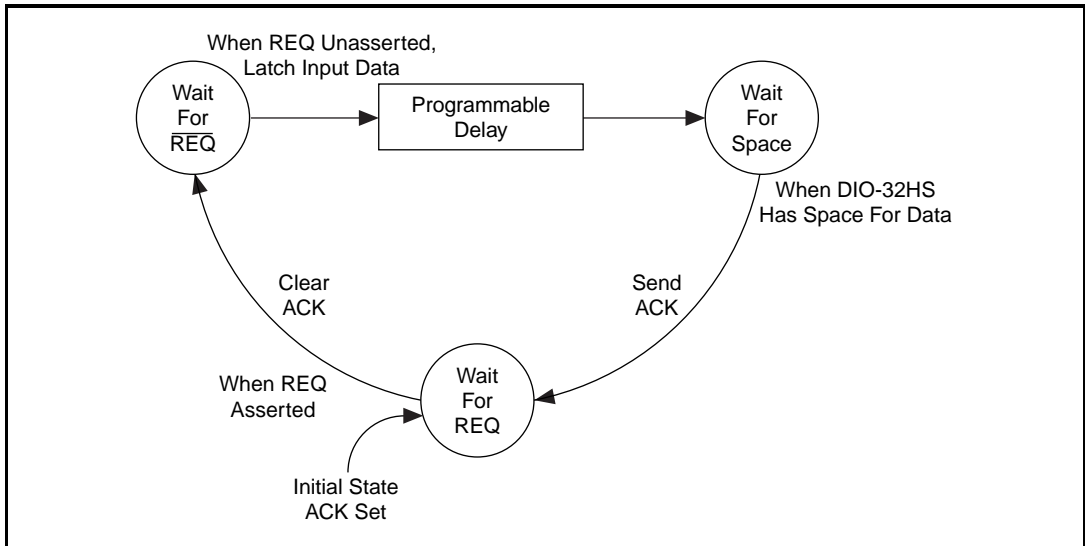 When REQ Unasserted,
Latch Input Data
Wait
For
R̅E̅Q̅
Programmable
Delay
Wait
For
Space
When DIO-32HS
Has Space For Data
Clear
ACK
Send
ACK
When REQ
Asserted
Wait
For
REQ
Initial State
ACK Set